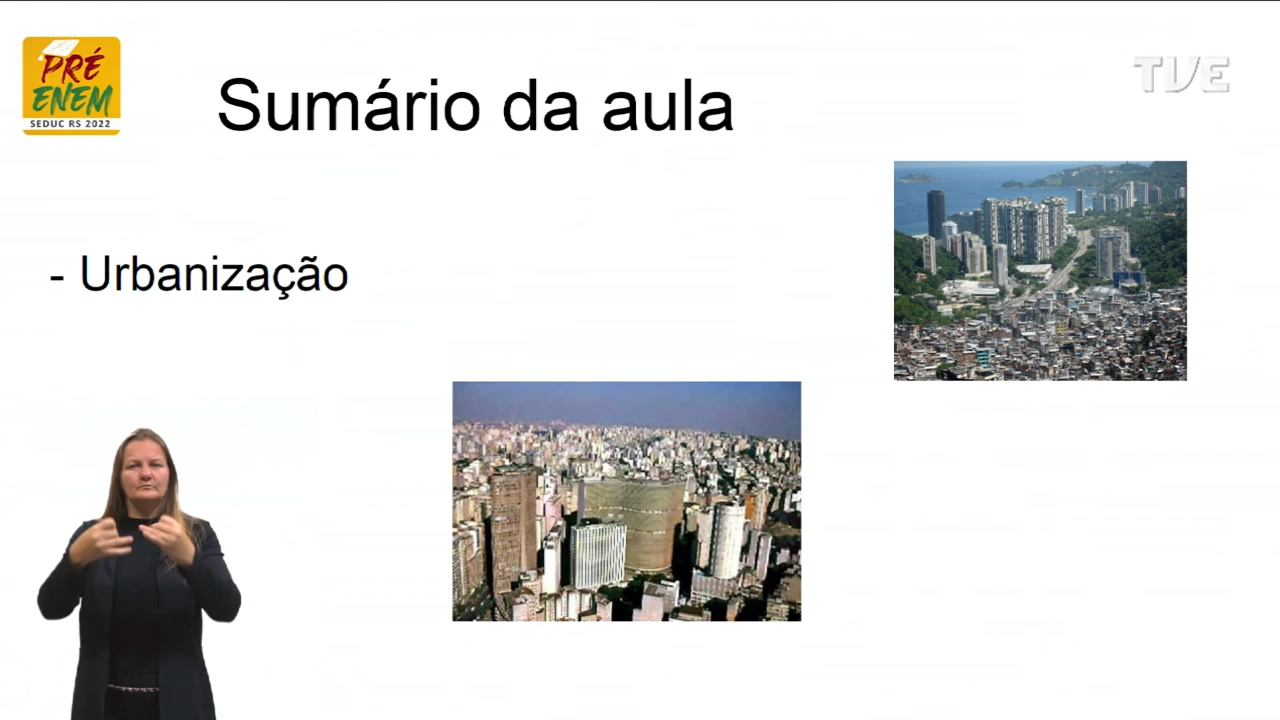 PRÉ
ENEM
SEDUC RS 2022
TVE
Sumário da aula
- Urbanização